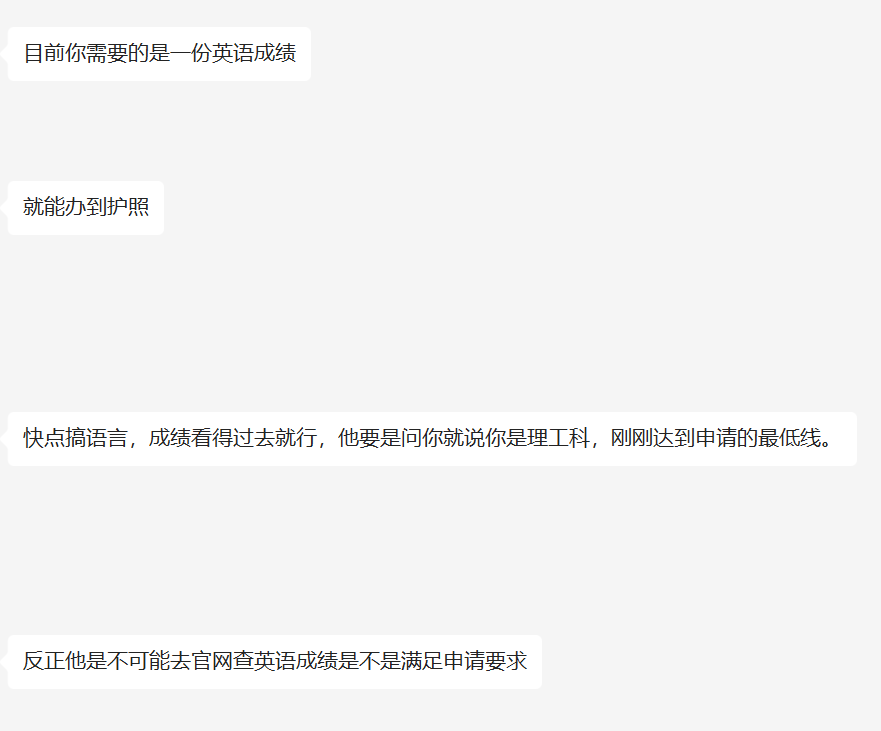 目前你需要的是一份英语成绩
就能办到护照
快点搞语言，成绩看得过去就行，他要是问你就说你是理工科，刚刚达到申请的最低线。
反正他是不可能去官网查英语成绩是不是满足申请要求